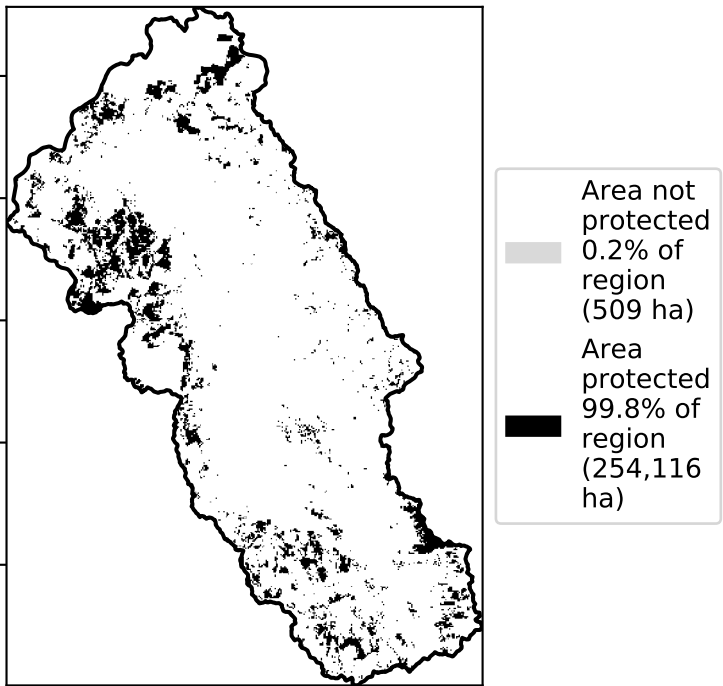 Area not
protected
0.2% of
region
(509 ha)
Area
protected
99.8% of
region
(254,116
ha)